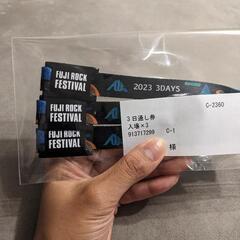 FUJI ROCK
FESTIVAL
2023 3DAYS
FUJI ROCK
FESTIVAL
FUJI ROCK
FESTIVAL
C-2360
3日通し券
入場×3
913717299 C-1
様